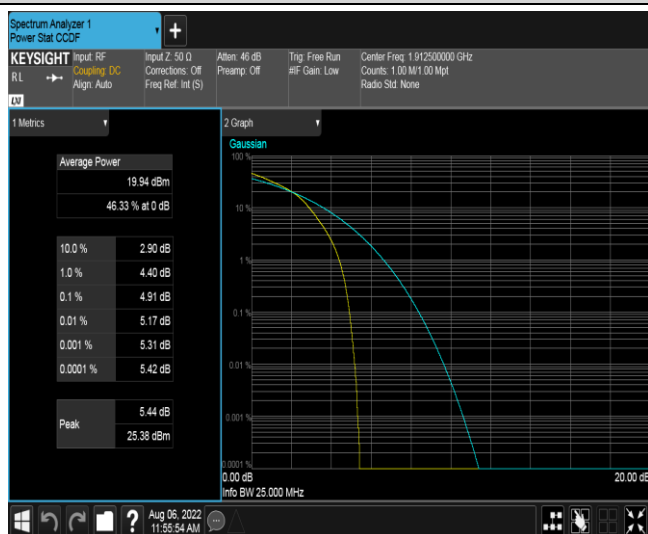 Spectrum Analyzer 1
Power Stat CCDF
+
KEYSIGHT
RL
LXI
Input: RF
Coupling: DC
Align: Auto
Input Z: 50 Ω
Corrections: Off
Freq Ref: Int (S)
Atten: 46 dB
Preamp: Off
Trig: Free Run
#IF Gain: Low
Center Freq: 1.912500000 GHz
Counts: 1.00 M/1.00 Mpt
Radio Std: None
1 Metrics
Average Power
19.94 dBm
46.33 % at 0 dB
10.0 % 2.90 dB
1.0 % 4.40 dB
0.1 % 4.91 dB
0.01 % 5.17 dB
0.001 % 5.31 dB
0.0001 % 5.42 dB
Peak
5.44 dB
25.38 dBm
2 Graph
Gaussian
100 %
10 %
1 %
0.1 %
0.01 %
0.001 %
0.0001 %
0.00 dB 20.00 dB
Info BW 25.000 MHz
?
Aug 06, 2022
11:55:54 AM